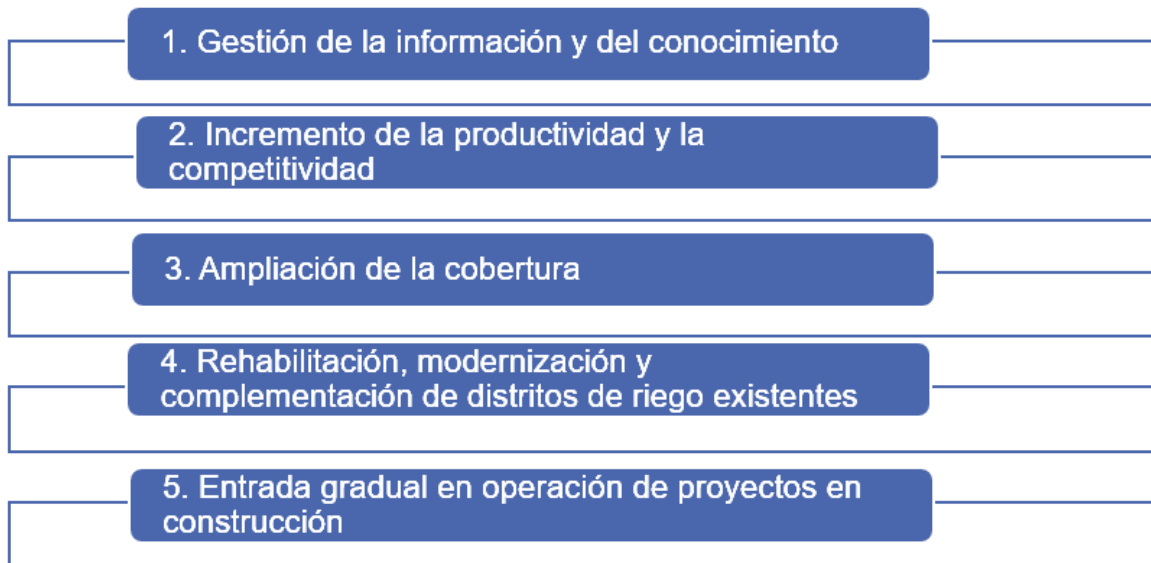 1. Gestión de la información y del conocimiento
2. Incremento de la productividad y la
competitividad
3. Ampliación de la cobertura
4. Rehabilitación, modernización y
complementación de distritos de riego existentes
5. Entrada gradual en operación de proyectos en
construcción